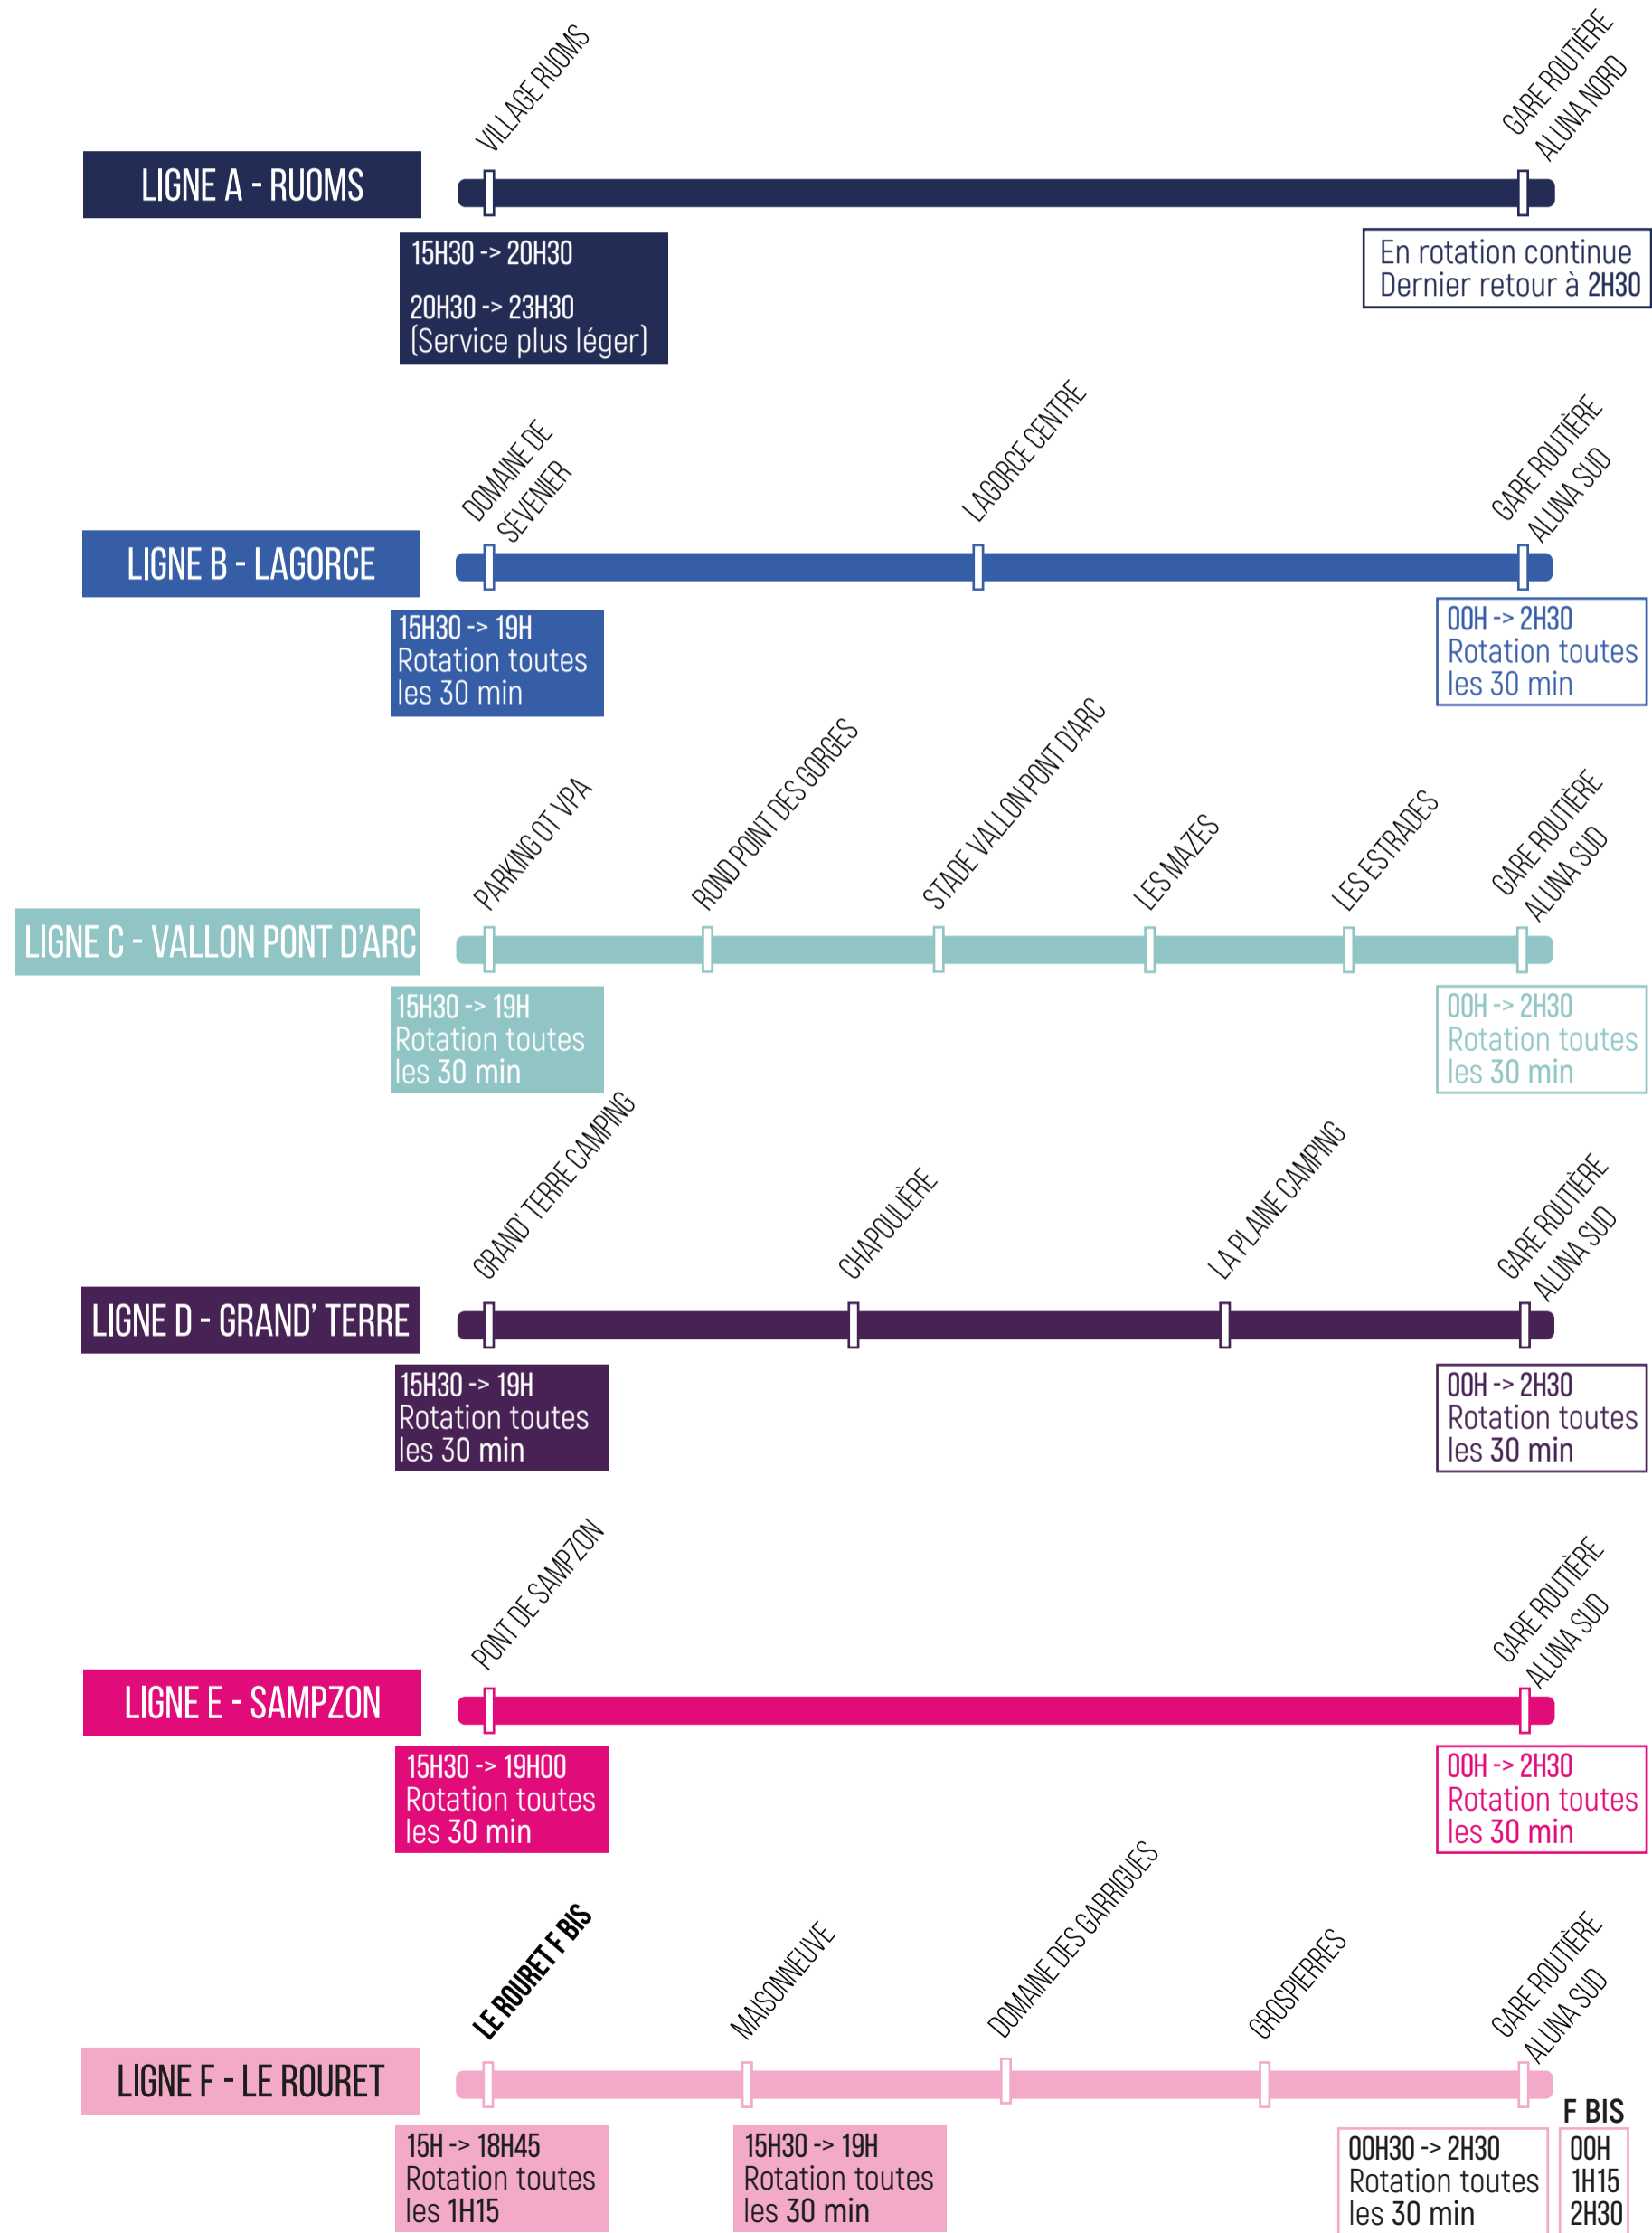 VILLAGE RUOMS
GARE ROUTIÈRE
ALUNA NORD
LIGNE A - RUOMS
15H30 -> 20H30
20H30 -> 23H30
(Service plus léger)
En rotation continue
Dernier retour à 2H30
DOMAINE DE
SÉVENIER
LAGORCE CENTRE
GARE ROUTIÈRE
ALUNA SUD
LIGNE B - LAGORCE
15H30 -> 19H
Rotation toutes
les 30 min
00H -> 2H30
Rotation toutes
les 30 min
PARKING OT VPA
ROND POINT DES GORGES
STADE VALLON PONT D'ARC
LES MAZES
LES ESTRADES
GARE ROUTIÈRE
ALUNA SUD
LIGNE C - VALLON PONT D'ARC
15H30 -> 19H
Rotation toutes
les 30 min
00H -> 2H30
Rotation toutes
les 30 min
GRAND' TERRE CAMPING
CHAPOULIÈRE
LA PLAINE CAMPING
GARE ROUTIÈRE
ALUNA SUD
LIGNE D - GRAND' TERRE
15H30 -> 19H
Rotation toutes
les 30 min
00H -> 2H30
Rotation toutes
les 30 min
PONT DE SAMPZON
GARE ROUTIÈRE
ALUNA SUD
LIGNE E - SAMPZON
15H30 -> 19H00
Rotation toutes
les 30 min
00H -> 2H30
Rotation toutes
les 30 min
LE ROURET F BIS
MAISONNEUVE
DOMAINE DES GARRIGUES
GROSPIERRES
GARE ROUTIÈRE
ALUNA SUD
LIGNE F - LE ROURET
15H -> 18H45
Rotation toutes
les 1H15
15H30 -> 19H
Rotation toutes
les 30 min
00H30 -> 2H30
Rotation toutes
les 30 min
F BIS
00H
1H15
2H30